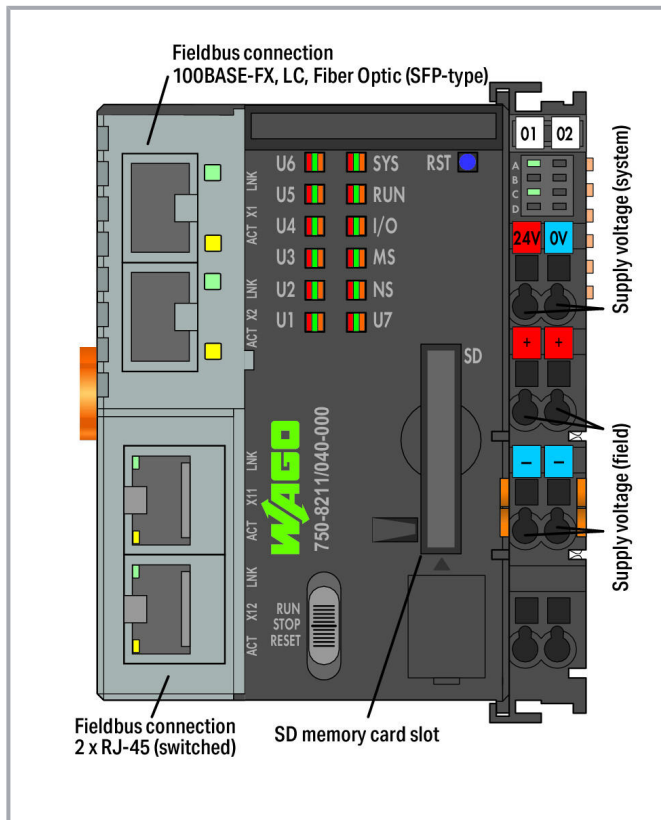 Fieldbus connection
100BASE-FX, LC, Fiber Optic (SFP-type)
01 02
A
B
C
D
24V 0V
+ +
− −
Supply voltage (system)
Supply voltage (field)
LNK
X1
ACT
LNK
X2
ACT
U6 SYS RST
U5 RUN
U4 I/O
U3 MS
U2 NS
U1 U7
SD
LNK
X11
ACT
LNK
X12
ACT
WAGO
750-8211/040-000
RUN
STOP
RESET
Fieldbus connection
2 x RJ-45 (switched)
SD memory card slot